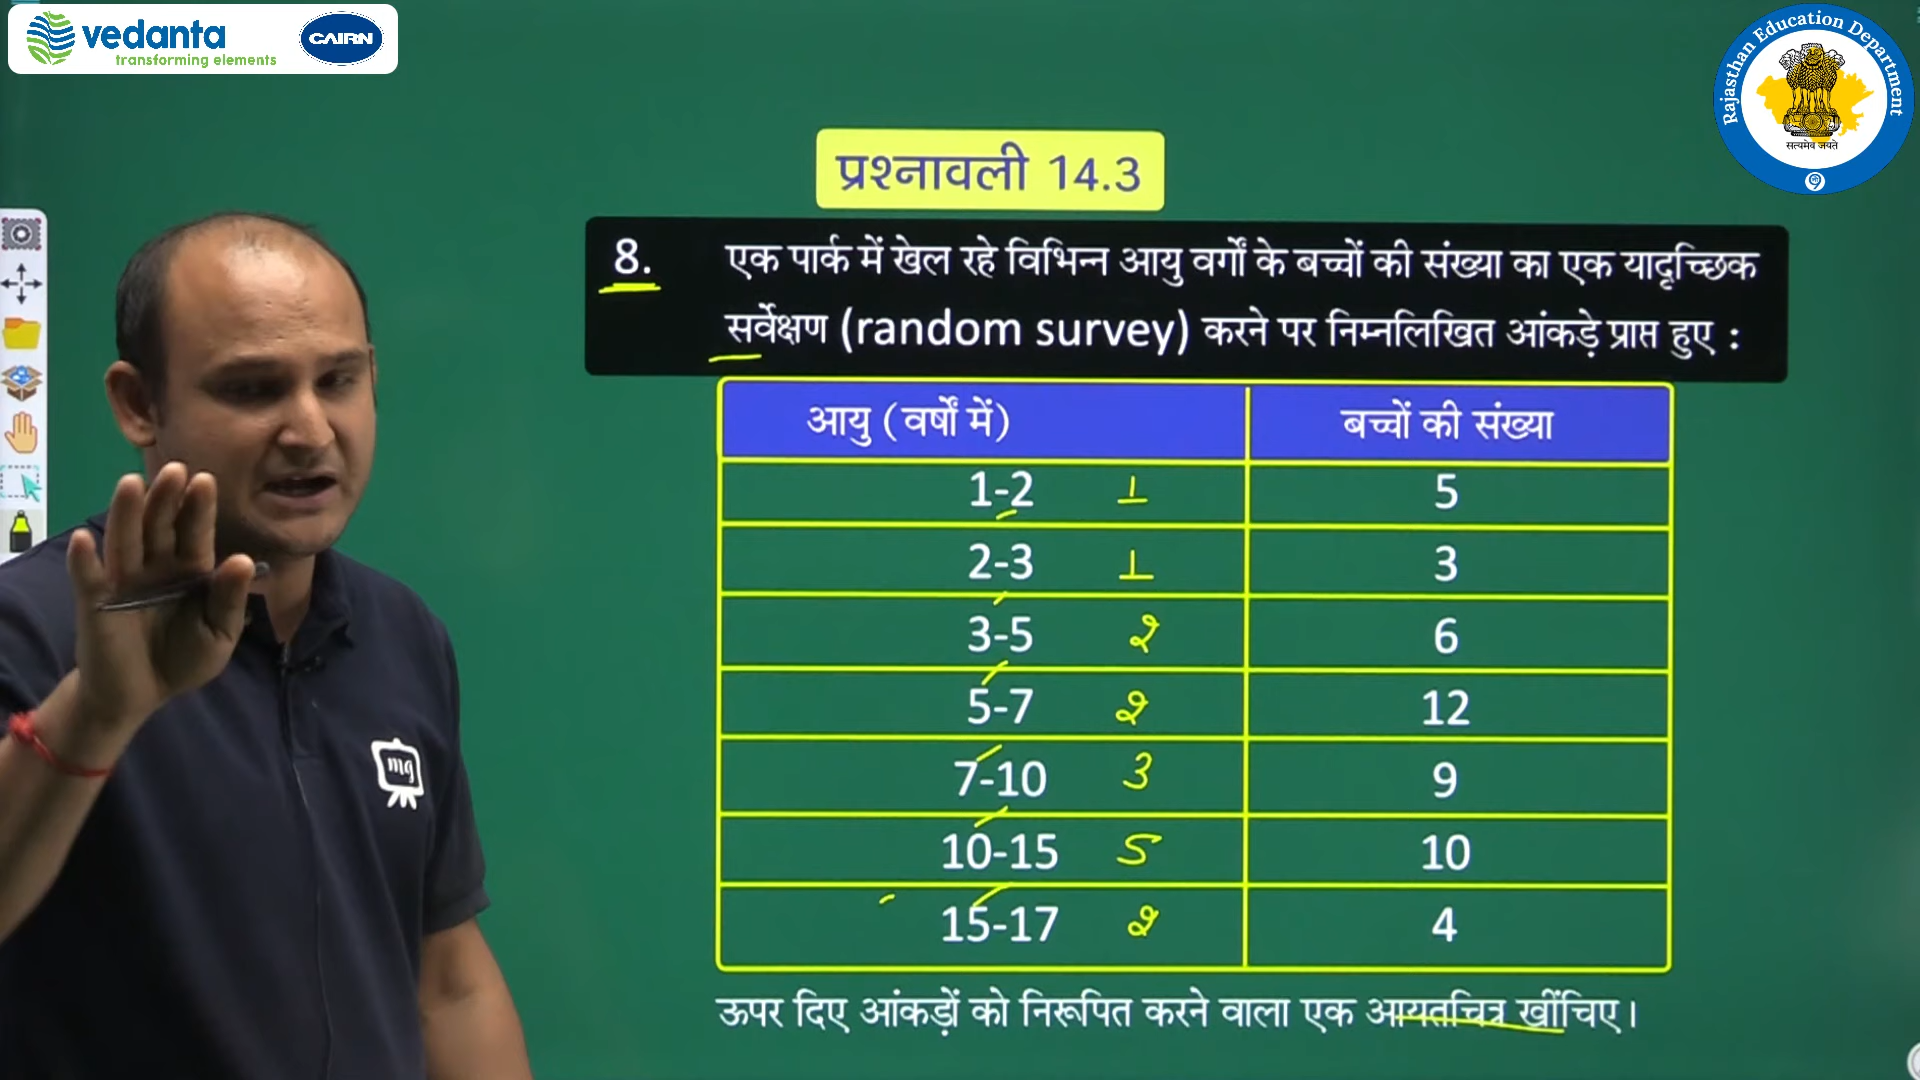 vedanta
transforming elements
CAIRN
Rajasthan Education Department
सत्यमेव जयते
प्रश्नावली 14.3
8. एक पार्क में खेल रहे विभिन्न आयु वर्गों के बच्चों की संख्या का एक यादृच्छिक
सर्वेक्षण (random survey) करने पर निम्नलिखित आंकड़े प्राप्त हुए :
आयु (वर्षों में) बच्चों की संख्या
1-2 1 5
2-3 1 3
3-5 2 6
5-7 2 12
7-10 3 9
10-15 5 10
15-17 2 4
ऊपर दिए आंकड़ों को निरूपित करने वाला एक आयतचित्र खींचिए।
mg